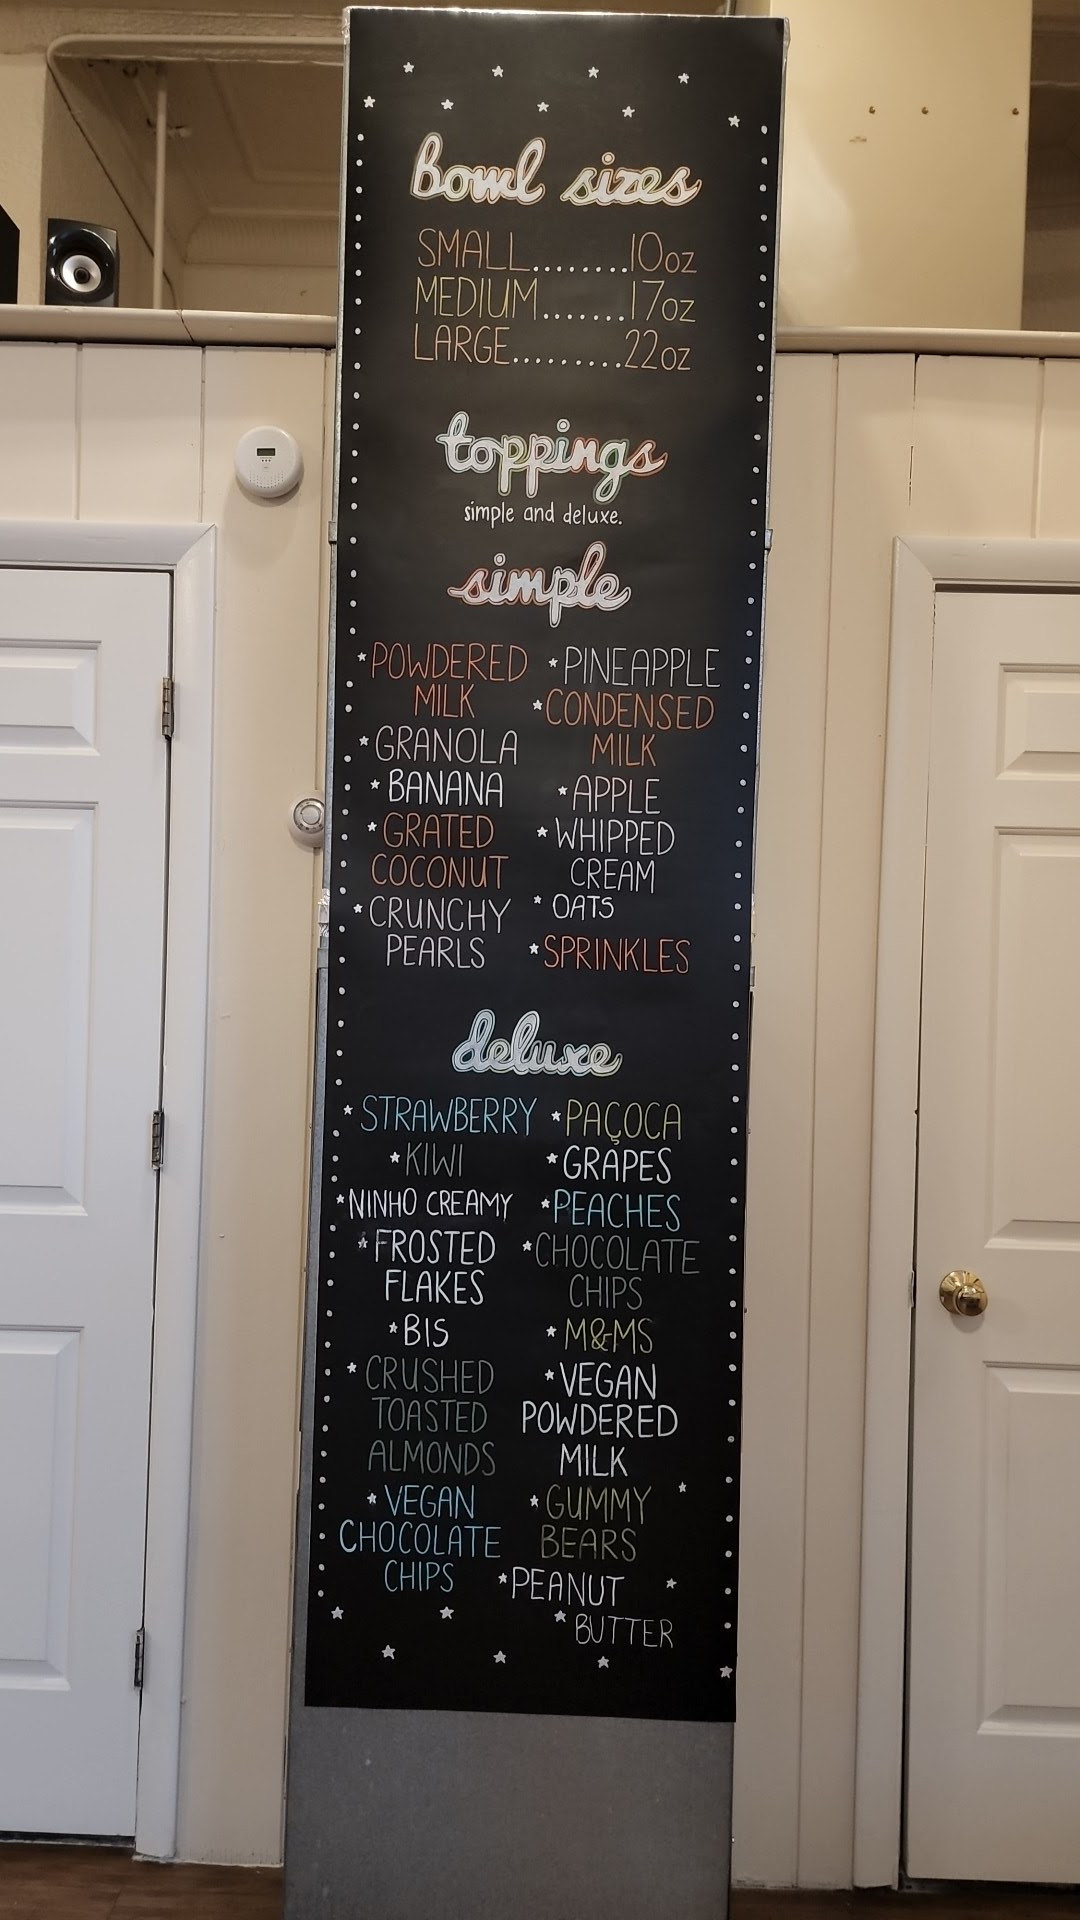 bowl sizes
SMALL........10oz
MEDIUM.......17oz
LARGE.........22oz
toppings
simple and deluxe.
simple
*POWDERED
MILK
*GRANOLA
*BANANA
*GRATED
COCONUT
*CRUNCHY
PEARLS
*PINEAPPLE
*CONDENSED
MILK
*APPLE
*WHIPPED
CREAM
*OATS
*SPRINKLES
deluxe
*STRAWBERRY
*KIWI
*NINHO CREAMY
*FROSTED
FLAKES
*BIS
*CRUSHED
TOASTED
ALMONDS
*VEGAN
CHOCOLATE
CHIPS
*PAÇOCA
*GRAPES
*PEACHES
*CHOCOLATE
CHIPS
*M&MS
*VEGAN
POWDERED
MILK
*GUMMY
BEARS
*PEANUT
*BUTTER